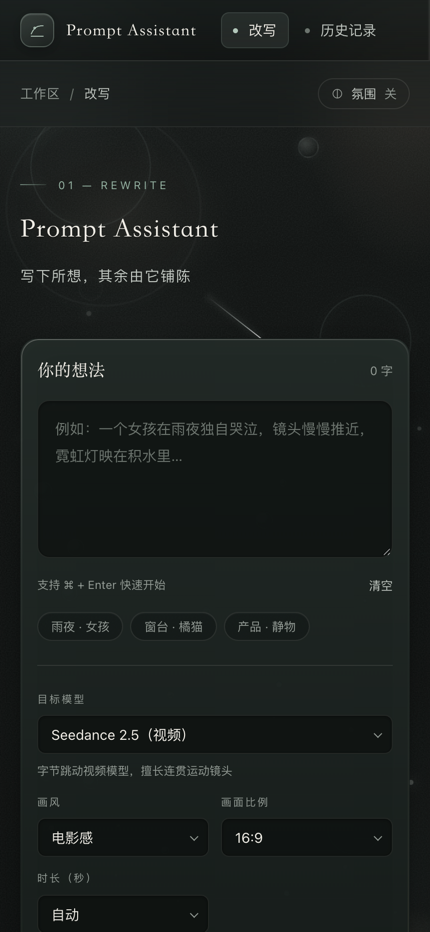 Prompt Assistant
改写
历史记录
工作区 / 改写
氛围 关
01 — REWRITE
Prompt Assistant
写下所想，其余由它铺陈
你的想法
0 字
例如：一个女孩在雨夜独自哭泣，镜头慢慢推近，
霓虹灯映在积水里...
支持 ⌘ + Enter 快速开始
清空
雨夜 · 女孩
窗台 · 橘猫
产品 · 静物
目标模型
Seedance 2.5（视频）
字节跳动视频模型，擅长连贯运动镜头
画风
画面比例
电影感
16:9
时长（秒）
自动